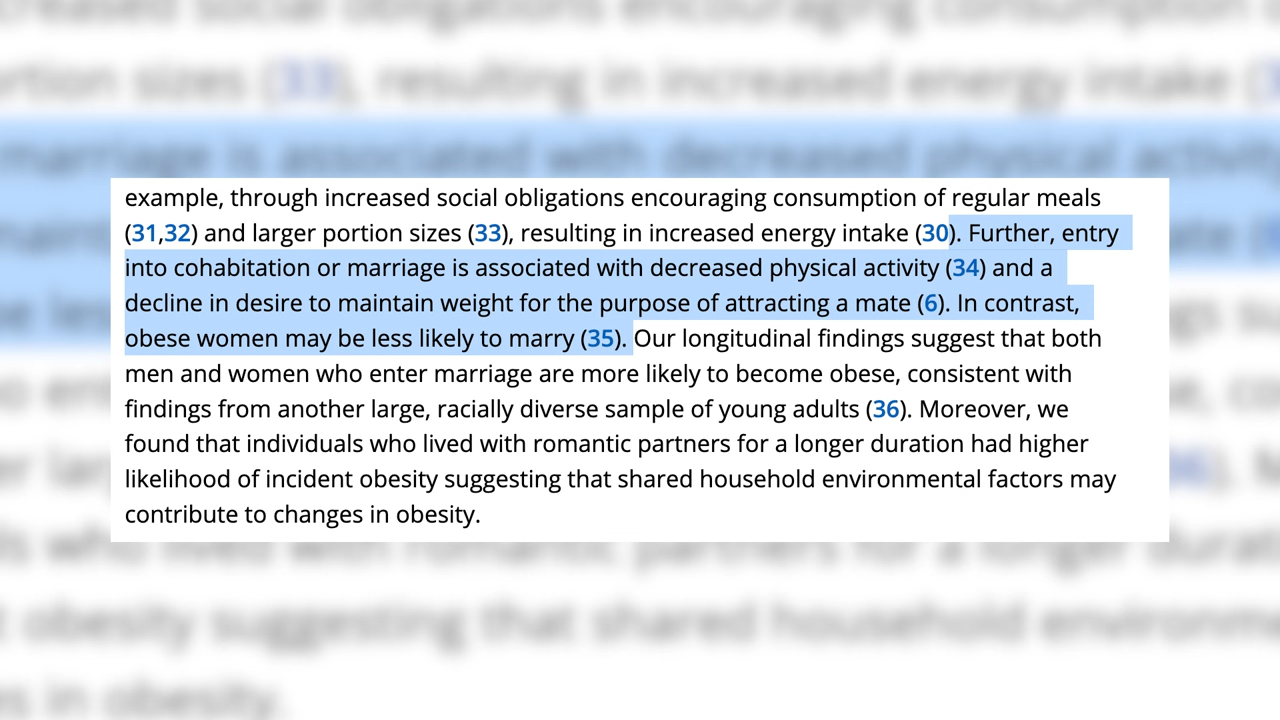 example, through increased social obligations encouraging consumption of regular meals
(31,32) and larger portion sizes (33), resulting in increased energy intake (30). Further, entry
into cohabitation or marriage is associated with decreased physical activity (34) and a
decline in desire to maintain weight for the purpose of attracting a mate (6). In contrast,
obese women may be less likely to marry (35). Our longitudinal findings suggest that both
men and women who enter marriage are more likely to become obese, consistent with
findings from another large, racially diverse sample of young adults (36). Moreover, we
found that individuals who lived with romantic partners for a longer duration had higher
likelihood of incident obesity suggesting that shared household environmental factors may
contribute to changes in obesity.